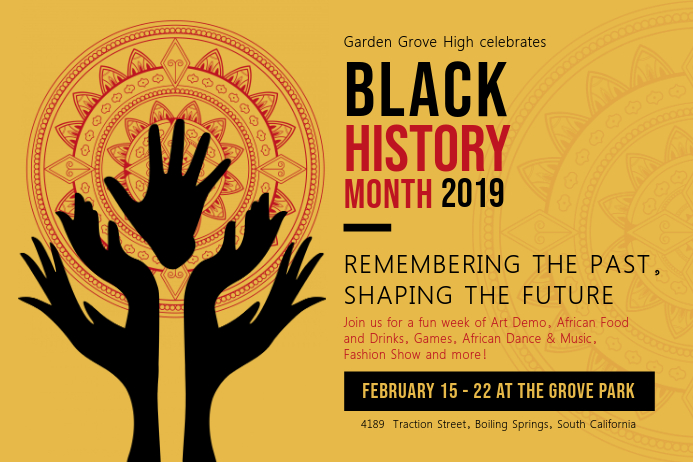 Garden Grove High celebrates
BLACK
HISTORY
MONTH 2019
REMEMBERING THE PAST,
SHAPING THE FUTURE
Join us for a fun week of Art Demo, African Food
and Drinks, Games, African Dance & Music,
Fashion Show and more!
FEBRUARY 15 - 22 AT THE GROVE PARK
4189 Traction Street, Boiling Springs, South California